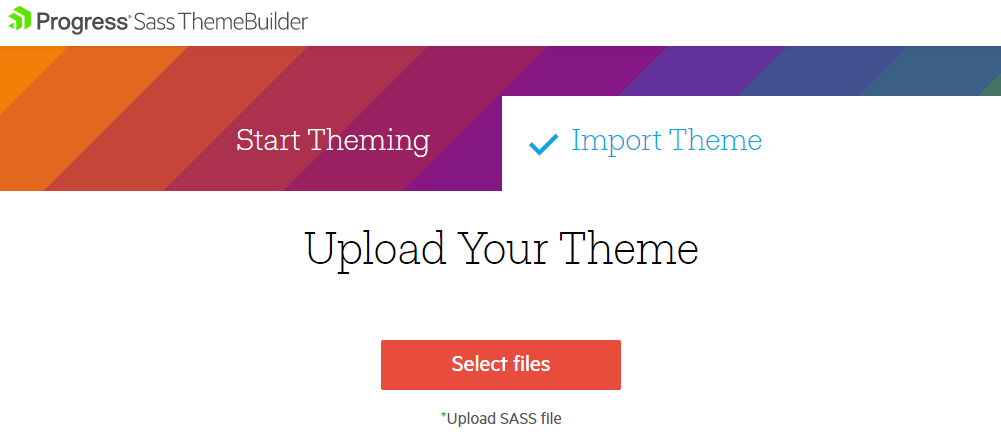 Progress® Sass ThemeBuilder
Start Theming
Import Theme
Upload Your Theme
Select files
*Upload SASS file